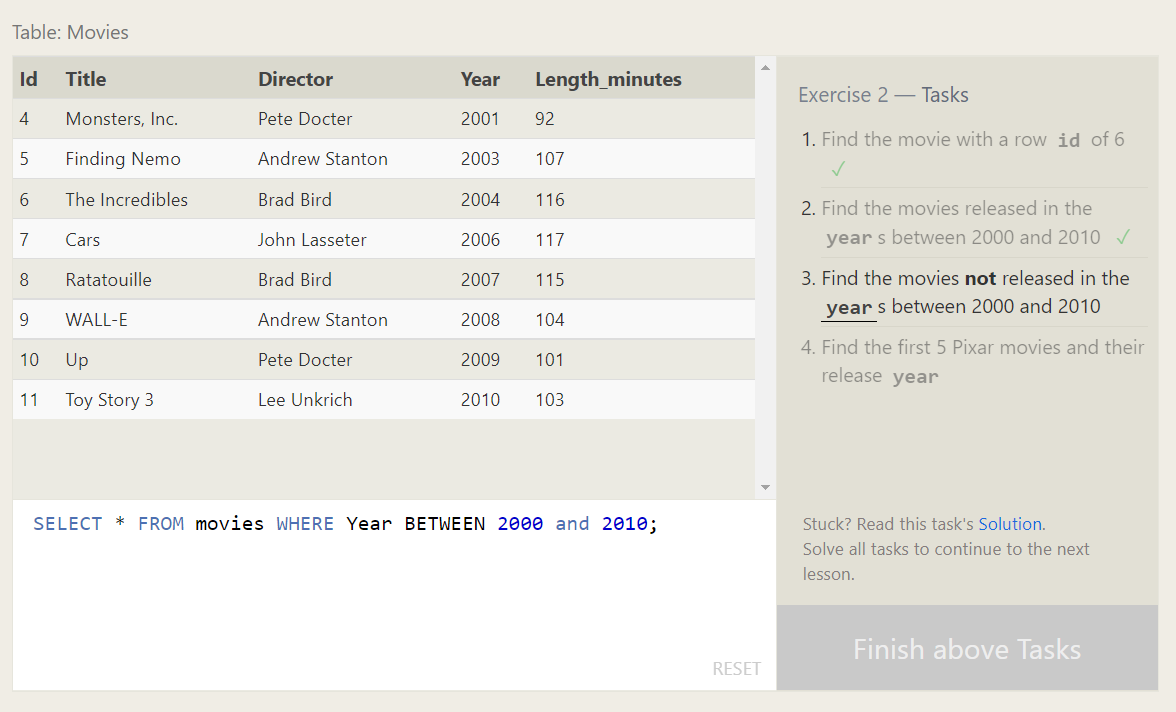 Table: Movies
Id Title Director Year Length_minutes
4 Monsters, Inc. Pete Docter 2001 92
5 Finding Nemo Andrew Stanton 2003 107
6 The Incredibles Brad Bird 2004 116
7 Cars John Lasseter 2006 117
8 Ratatouille Brad Bird 2007 115
9 WALL-E Andrew Stanton 2008 104
10 Up Pete Docter 2009 101
11 Toy Story 3 Lee Unkrich 2010 103
SELECT * FROM movies WHERE Year BETWEEN 2000 and 2010;
RESET
Exercise 2 — Tasks
1. Find the movie with a row id of 6
✓
2. Find the movies released in the
year s between 2000 and 2010 ✓
3. Find the movies not released in the
year s between 2000 and 2010
4. Find the first 5 Pixar movies and their
release year
Stuck? Read this task's Solution.
Solve all tasks to continue to the next
lesson.
Finish above Tasks